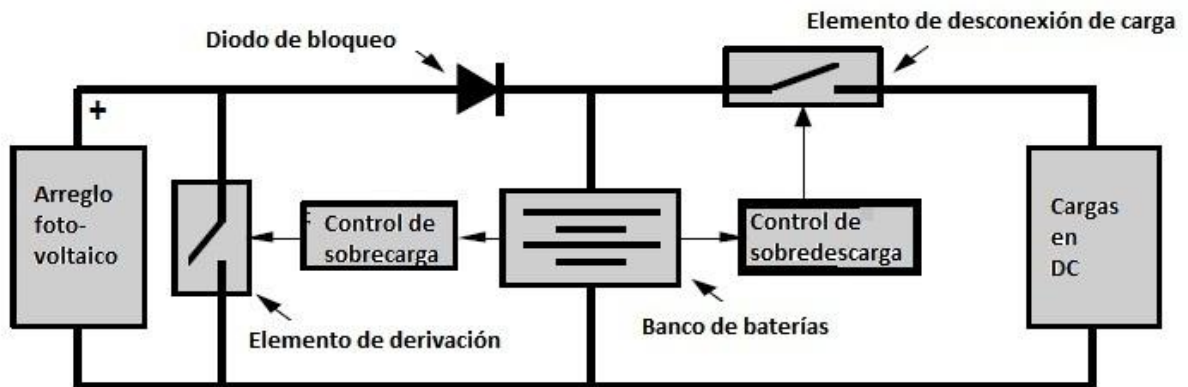 Elemento de desconexión de carga
Diodo de bloqueo
+
Arreglo
foto-
voltaico
Control de
sobrecarga
Control de
sobredescarga
Cargas
en
DC
Elemento de derivación
Banco de baterías